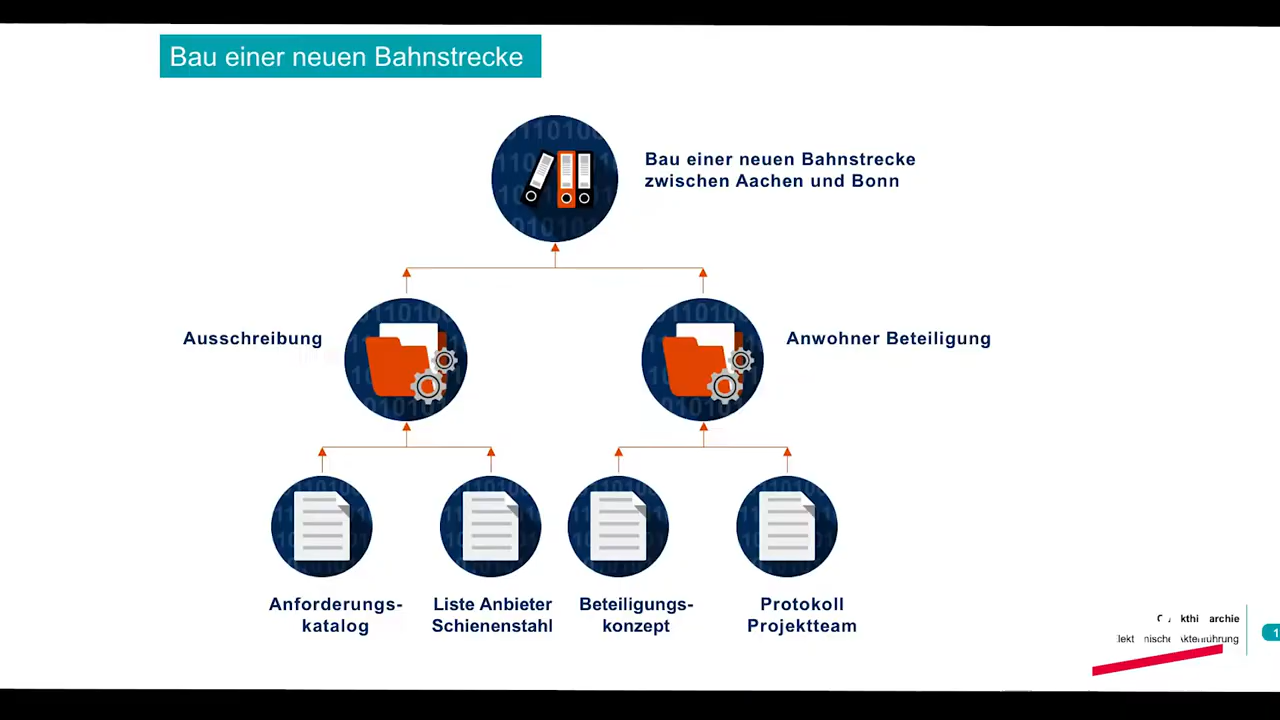 Bau einer neuen Bahnstrecke
Bau einer neuen Bahnstrecke
zwischen Aachen und Bonn
Ausschreibung
Anwohner Beteiligung
Anforderungs-
katalog
Liste Anbieter
Schienenstahl
Beteiligungs-
konzept
Protokoll
Projektteam